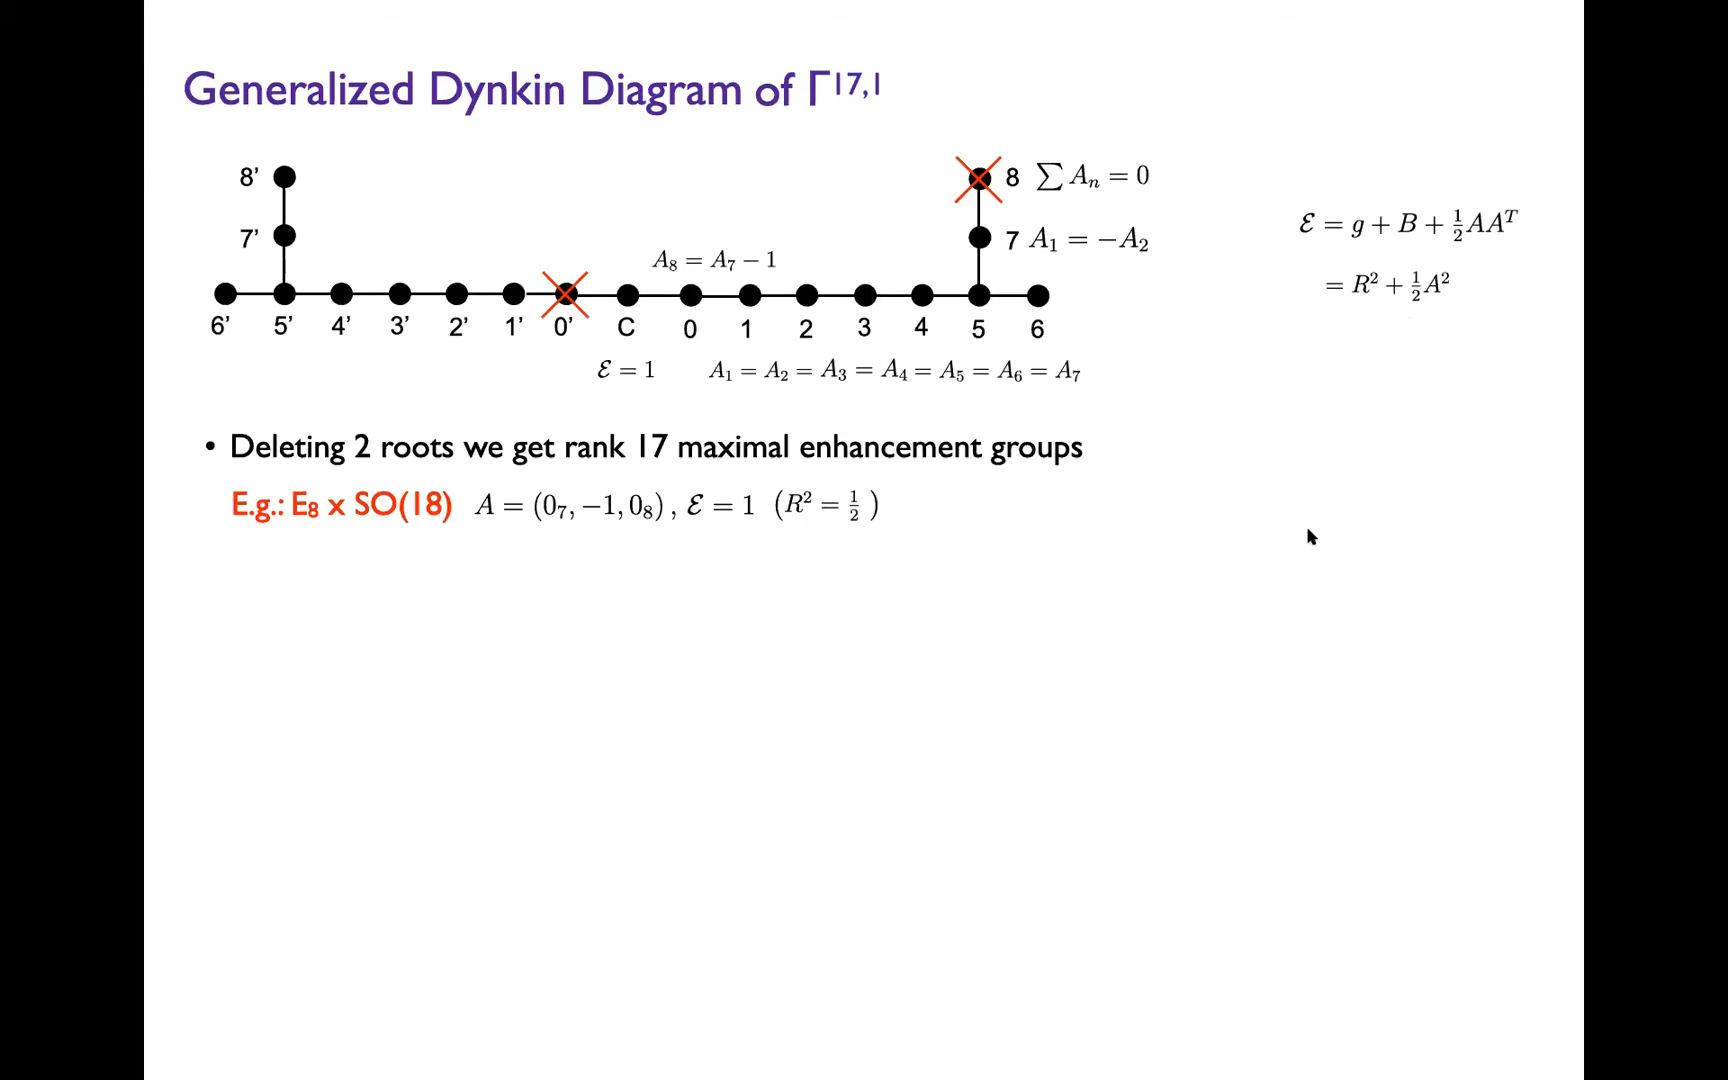 Generalized Dynkin Diagram of Γ^{17,1}
8' 8 ∑ A_n = 0
ℰ = g + B + ½AA^T
7' 7 A_1 = −A_2
A_8 = A_7 − 1
= R² + ½A²
6' 5' 4' 3' 2' 1' 0' C 0 1 2 3 4 5 6
ℰ = 1 A_1 = A_2 = A_3 = A_4 = A_5 = A_6 = A_7
• Deleting 2 roots we get rank 17 maximal enhancement groups
E.g.: E_8 x SO(18) A = (0_7, −1, 0_8) , ℰ = 1 (R² = ½ )